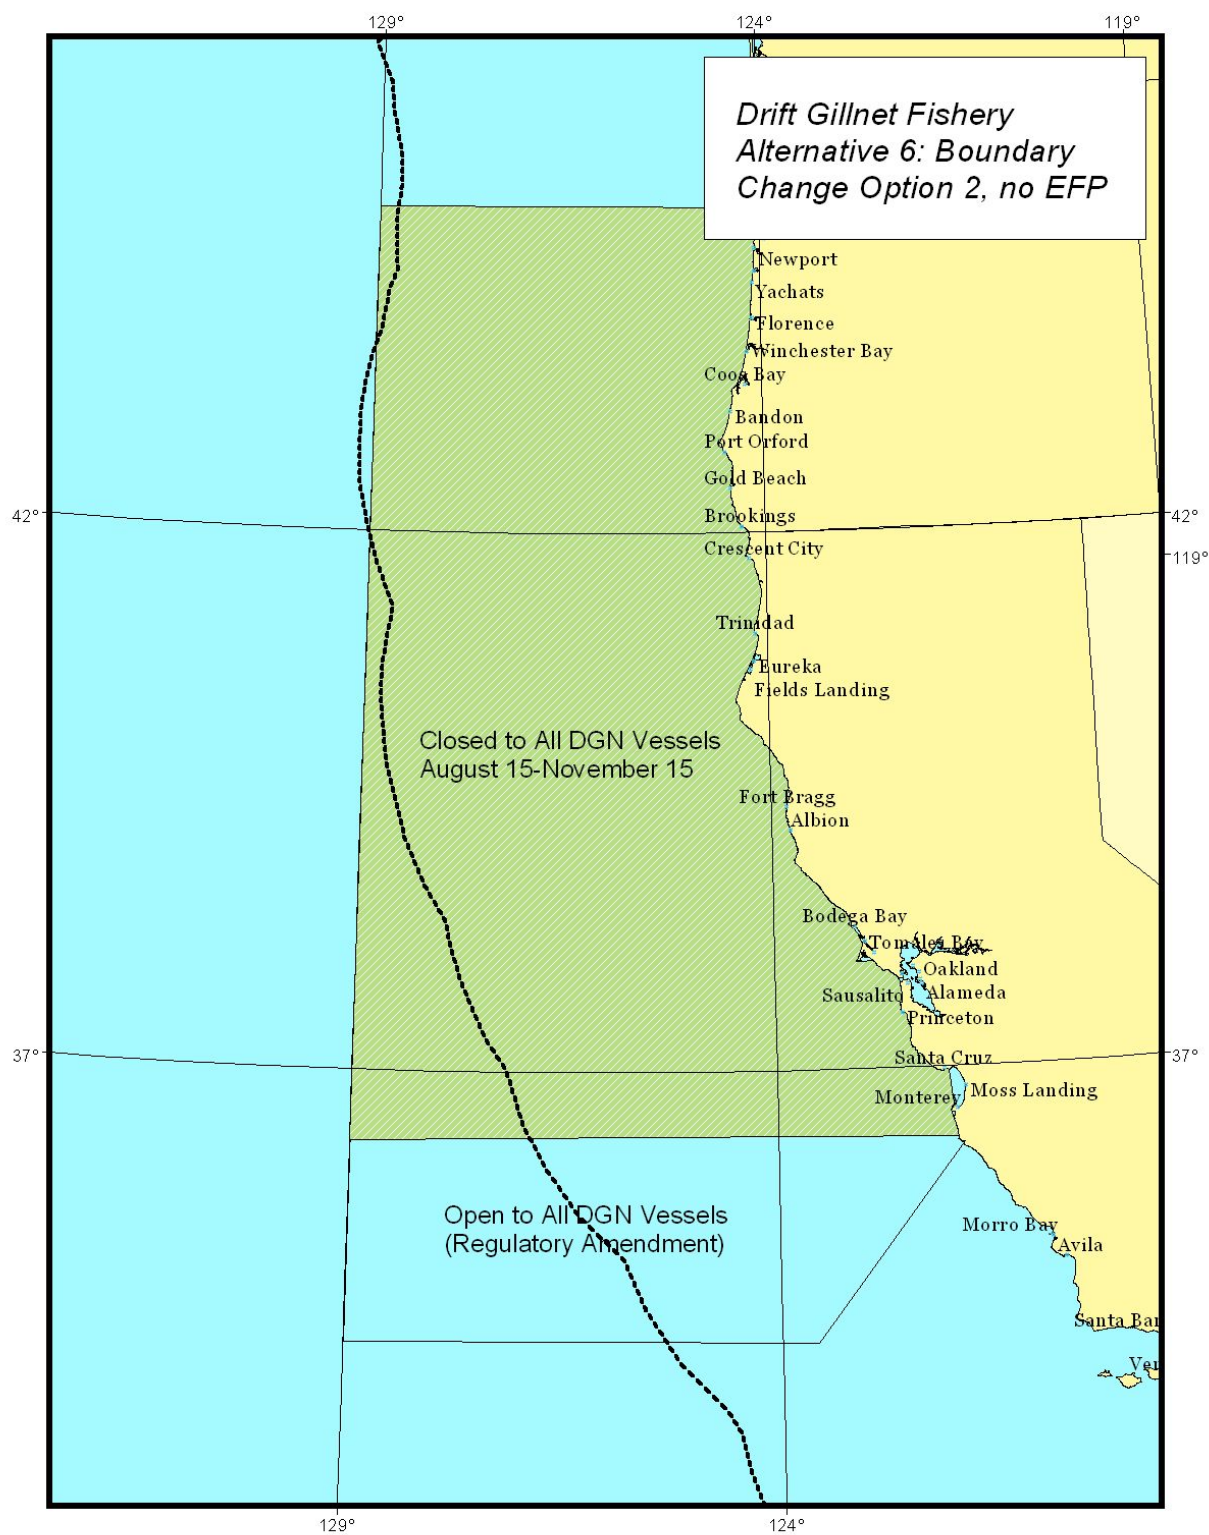 129°
124°
119°
Drift Gillnet Fishery
Alternative 6: Boundary
Change Option 2, no EFP
Newport
Yachats
Florence
Winchester Bay
Coos Bay
Bandon
Port Orford
Gold Beach
42°
Brookings
42°
Crescent City
119°
Trinidad
Eureka
Fields Landing
Closed to All DGN Vessels
August 15-November 15
Fort Bragg
Albion
Bodega Bay
Tomales Bay
Oakland
Sausalito
Alameda
Princeton
37°
Santa Cruz
37°
Monterey
Moss Landing
Open to All DGN Vessels
(Regulatory Amendment)
Morro Bay
Avila
Santa Bar
Ven
129°
124°